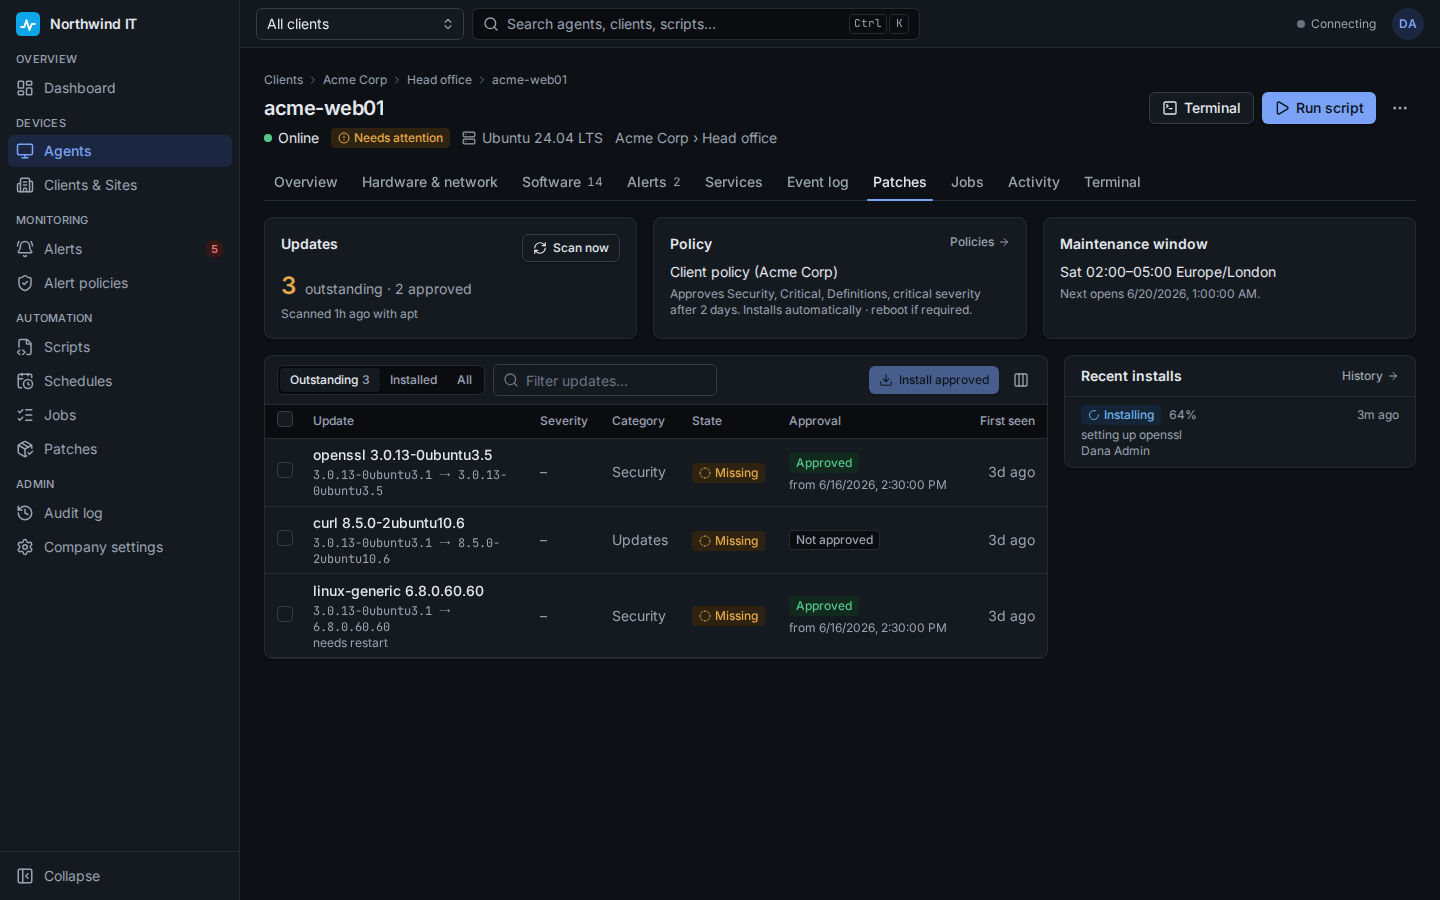 Northwind IT
All clients
Search agents, clients, scripts...
Ctrl K
Connecting
DA
OVERVIEW
Dashboard
DEVICES
Agents
Clients & Sites
MONITORING
Alerts
5
Alert policies
AUTOMATION
Scripts
Schedules
Jobs
Patches
ADMIN
Audit log
Company settings
Collapse
Clients > Acme Corp > Head office > acme-web01
acme-web01
Terminal
Run script
Online
Needs attention
Ubuntu 24.04 LTS
Acme Corp › Head office
Overview
Hardware & network
Software 14
Alerts 2
Services
Event log
Patches
Jobs
Activity
Terminal
Updates
Scan now
3 outstanding · 2 approved
Scanned 1h ago with apt
Policy
Policies →
Client policy (Acme Corp)
Approves Security, Critical, Definitions, critical severity
after 2 days. Installs automatically · reboot if required.
Maintenance window
Sat 02:00–05:00 Europe/London
Next opens 6/20/2026, 1:00:00 AM.
Outstanding 3
Installed
All
Filter updates...
Install approved
Update
Severity
Category
State
Approval
First seen
openssl 3.0.13-0ubuntu3.5
3.0.13-0ubuntu3.1 → 3.0.13-
0ubuntu3.5
–
Security
Missing
Approved
from 6/16/2026, 2:30:00 PM
3d ago
curl 8.5.0-2ubuntu10.6
3.0.13-0ubuntu3.1 → 8.5.0-
2ubuntu10.6
–
Updates
Missing
Not approved
3d ago
linux-generic 6.8.0.60.60
3.0.13-0ubuntu3.1 →
6.8.0.60.60
needs restart
–
Security
Missing
Approved
from 6/16/2026, 2:30:00 PM
3d ago
Recent installs
History →
Installing
64%
3m ago
setting up openssl
Dana Admin